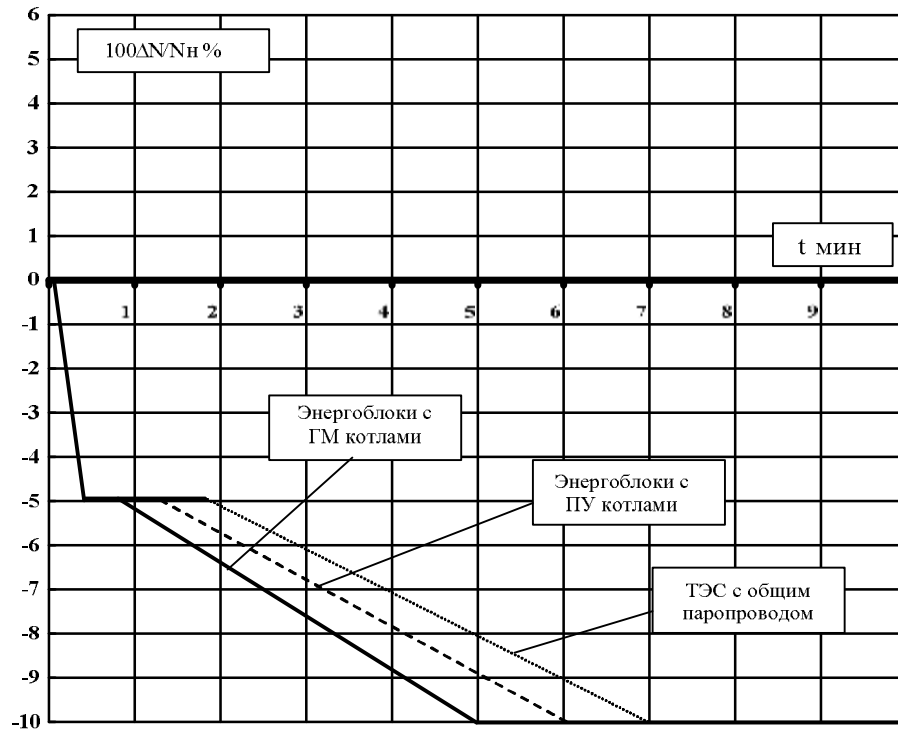 6
100ΔN/Nн %
5
4
3
2
1
t мин
0
1 2 3 4 5 6 7 8 9
-1
-2
-3
Энергоблоки с
ГМ котлами
-4
Энергоблоки с
ПУ котлами
-5
-6
ТЭС с общим
паропроводом
-7
-8
-9
-10